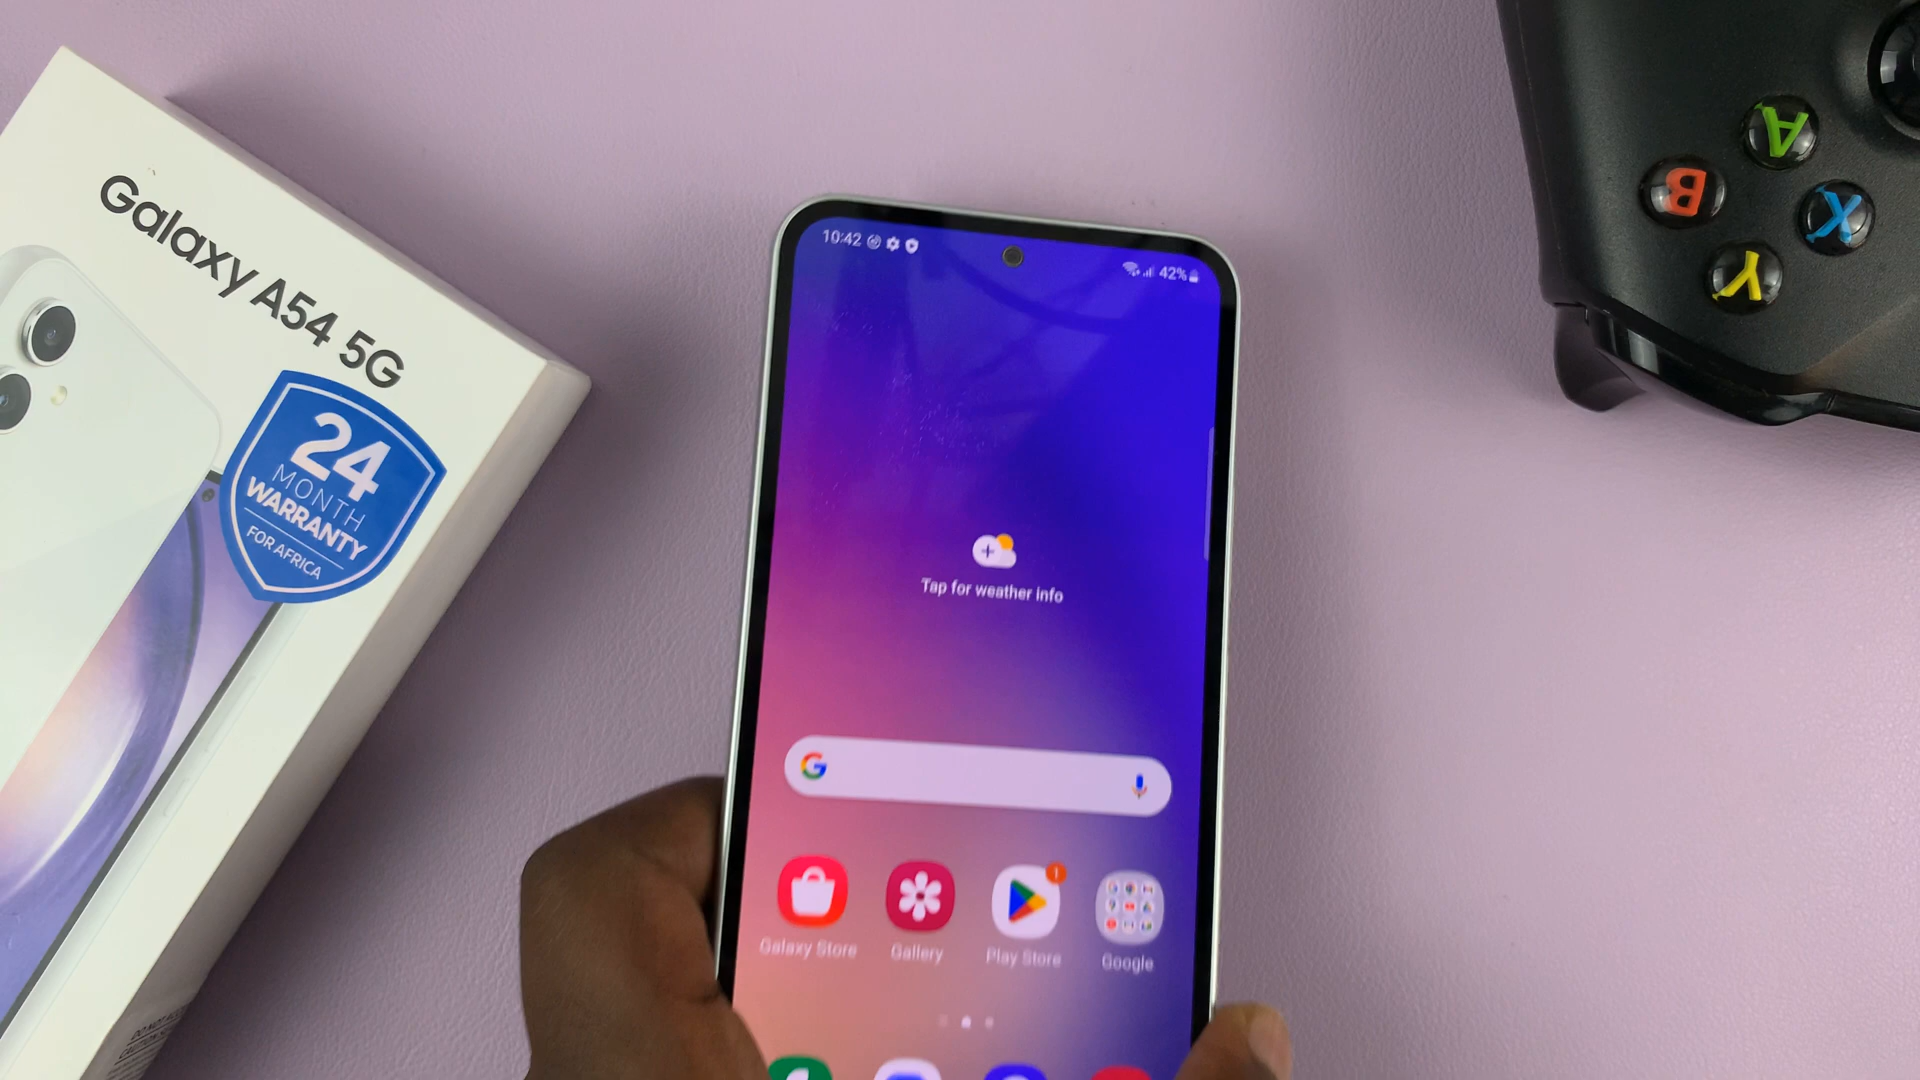 Galaxy A54 5G
24
MONTH
WARRANTY
FOR AFRICA
10:42
42%
Tap for weather info
G
Galaxy Store
Gallery
Play Store
Google
A
B
X
Y